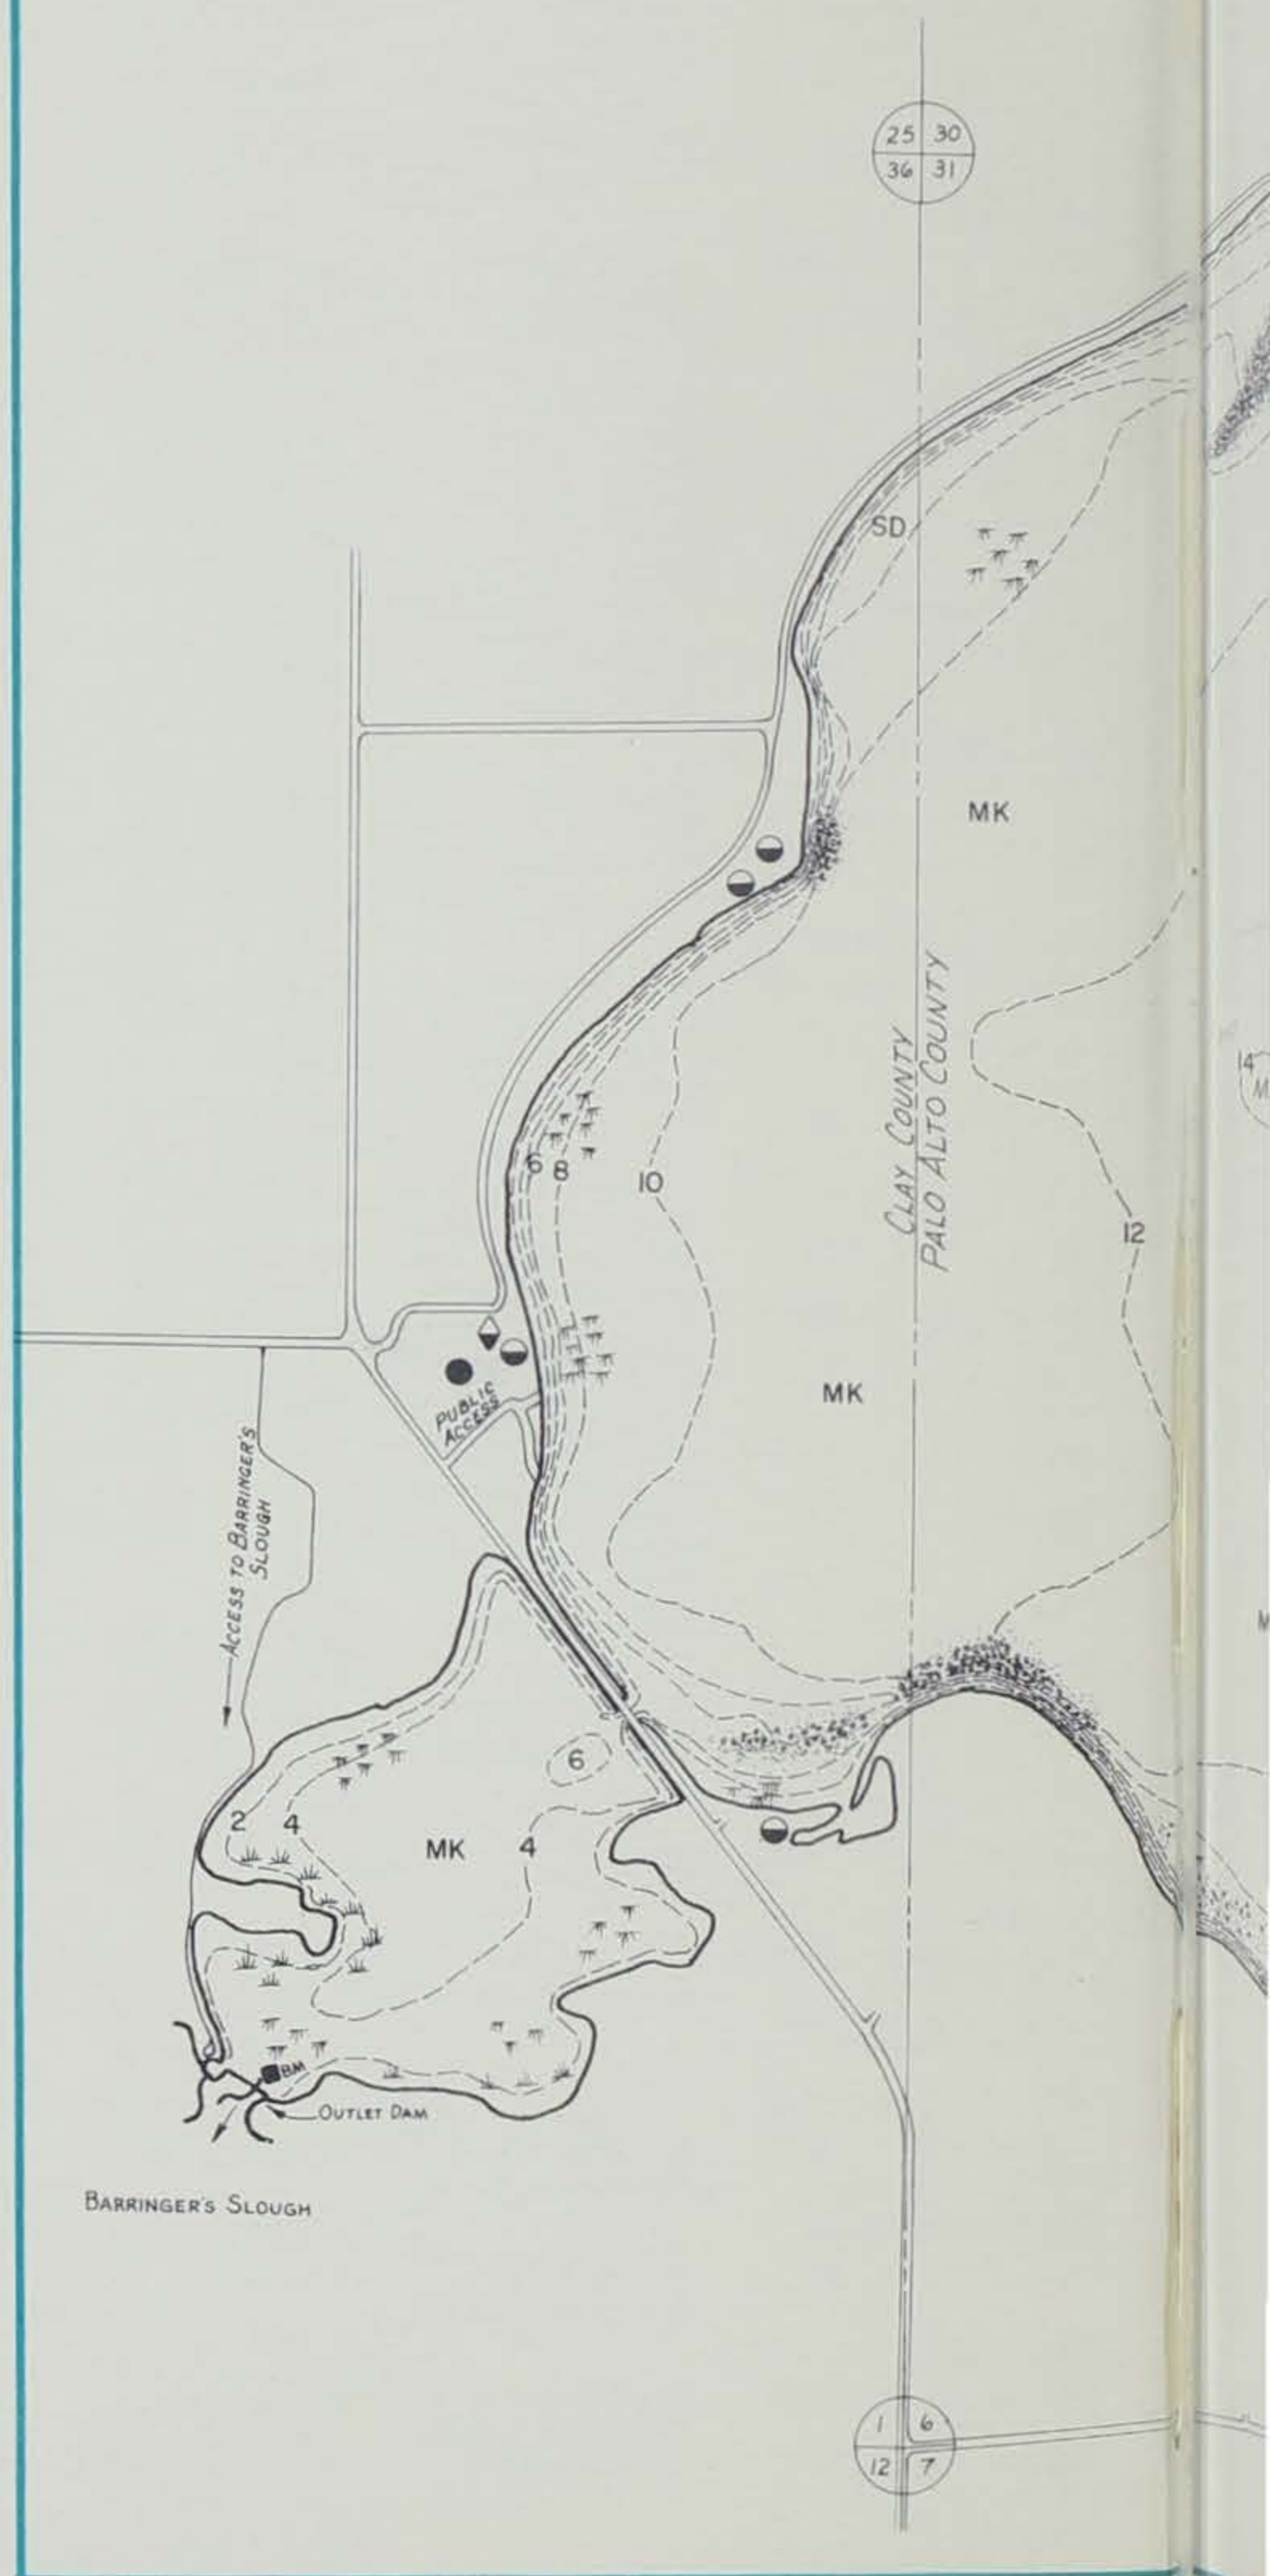 25 30
36 31
SD
MK
CLAY COUNTY
PALO ALTO COUNTY
14
6 8
10
12
PUBLIC
ACCESS
MK
ACCESS TO BARRINGER'S
SLOUGH
6
2 4
MK 4
BM
OUTLET DAM
BARRINGER'S SLOUGH
1 6
12 7